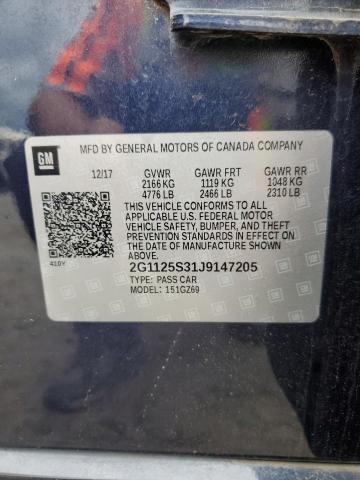 GM
MFD BY GENERAL MOTORS OF CANADA COMPANY
12/17 GVWR GAWR FRT GAWR RR
2166 KG 1119 KG 1048 KG
4776 LB 2466 LB 2310 LB
THIS VEHICLE CONFORMS TO ALL
APPLICABLE U.S. FEDERAL MOTOR
VEHICLE SAFETY, BUMPER, AND THEFT
PREVENTION STANDARDS IN EFFECT ON
THE DATE OF MANUFACTURE SHOWN
ABOVE
2G1125S31J9147205
410Y
TYPE: PASS CAR
MODEL: 151GZ69